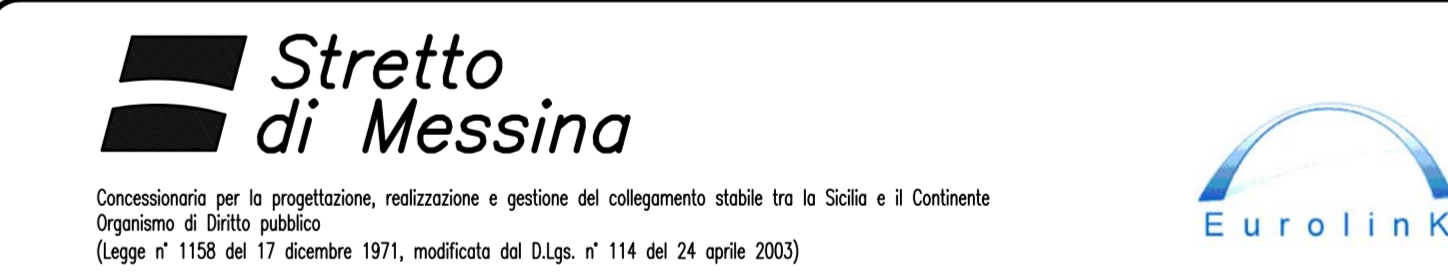 Stretto
di Messina
Concessionaria per la progettazione, realizzazione e gestione del collegamento stabile tra la Sicilia e il Continente
Organismo di Diritto pubblico
(Legge n° 1158 del 17 dicembre 1971, modificata dal D.Lgs. n° 114 del 24 aprile 2003)
EurolinK